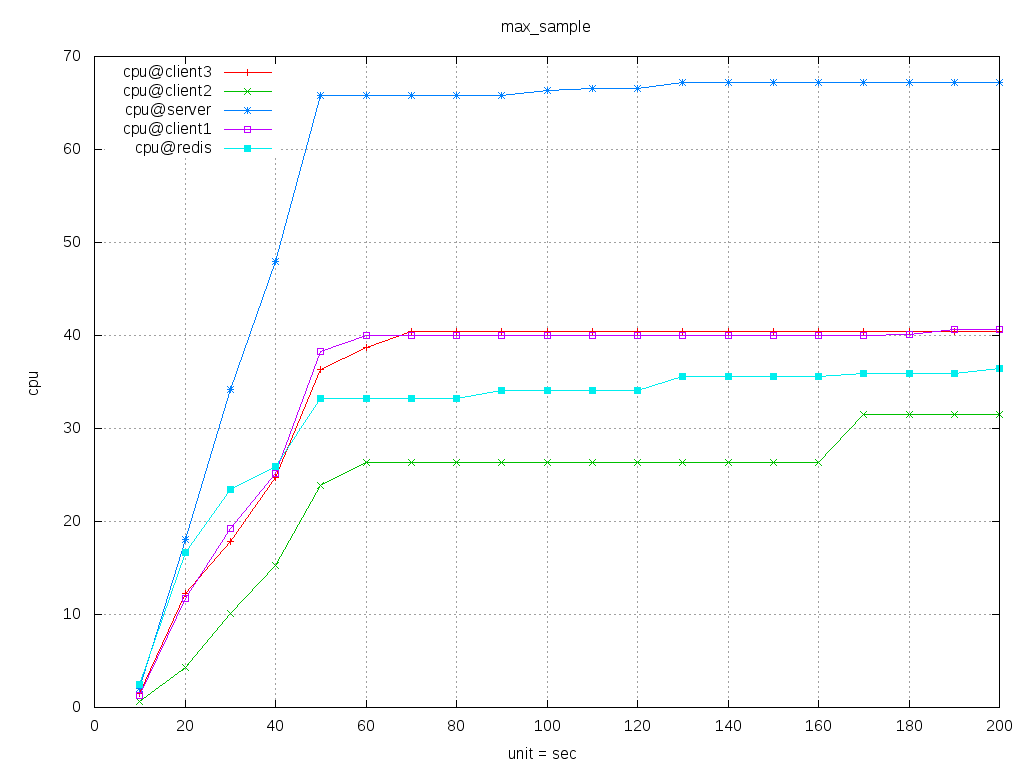 max_sample
70
60
50
40
30
20
10
0
cpu
cpu@client3
cpu@client2
cpu@server
cpu@client1
cpu@redis
0 20 40 60 80 100 120 140 160 180 200
unit = sec